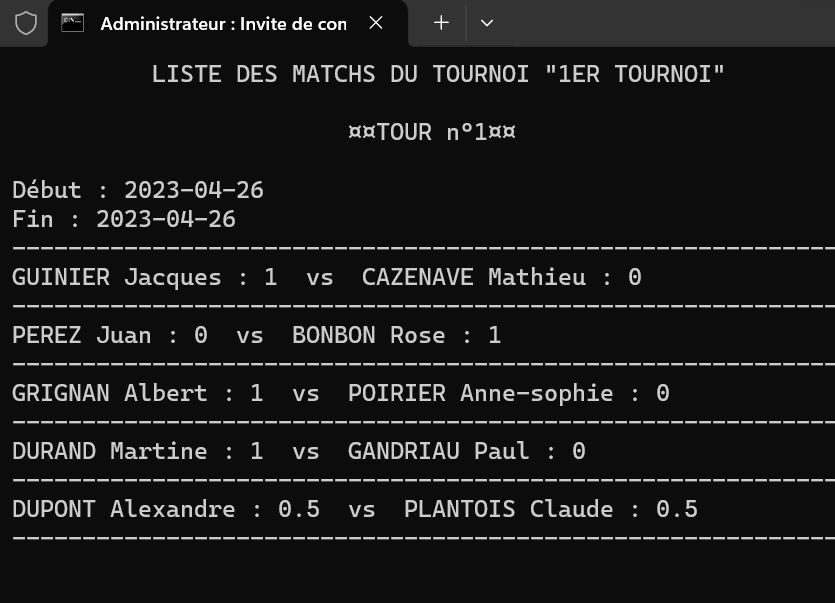 Administrateur : Invite de con
LISTE DES MATCHS DU TOURNOI "1ER TOURNOI"
¤¤TOUR n°1¤¤
Début : 2023-04-26
Fin : 2023-04-26
GUINIER Jacques : 1 vs CAZENAVE Mathieu : 0
PEREZ Juan : 0 vs BONBON Rose : 1
GRIGNAN Albert : 1 vs POIRIER Anne-sophie : 0
DURAND Martine : 1 vs GANDRIAU Paul : 0
DUPONT Alexandre : 0.5 vs PLANTOIS Claude : 0.5